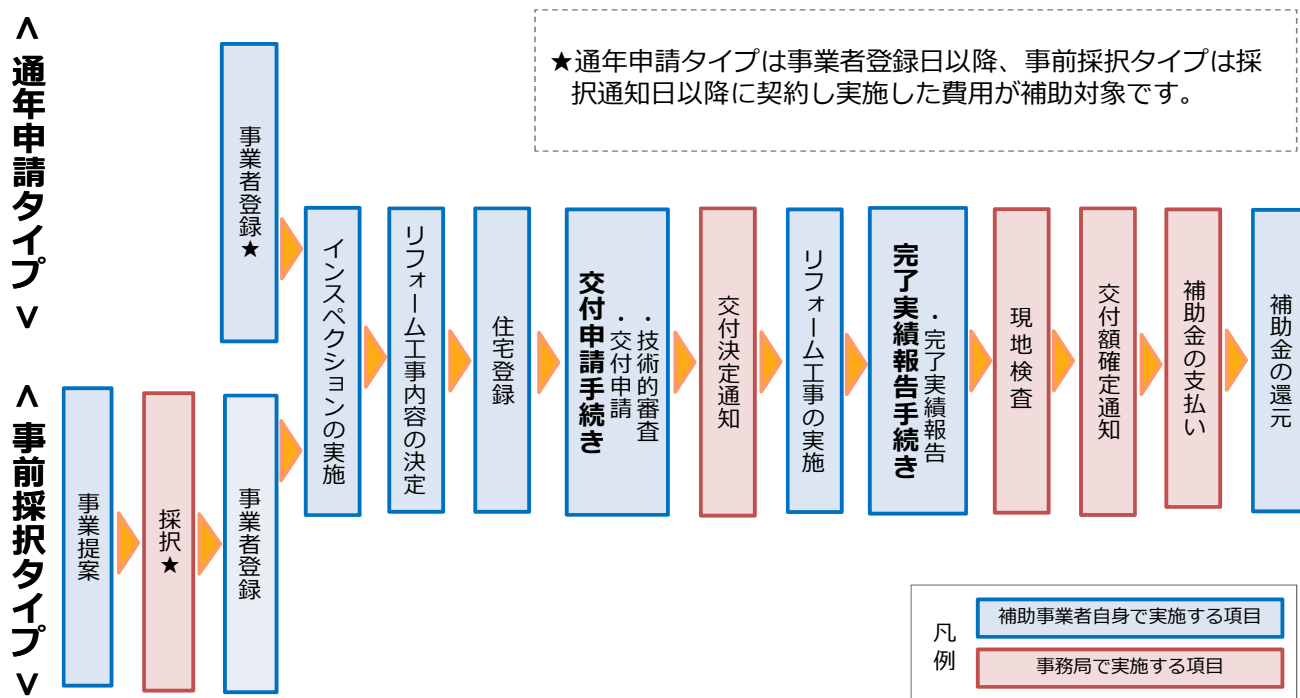 ＜通年申請タイプ＞
★通年申請タイプは事業者登録日以降、事前採択タイプは採
択通知日以降に契約し実施した費用が補助対象です。
事業者登録★
＜事前採択タイプ＞
事業提案
採択★
事業者登録
インスペクションの実施
リフォーム工事内容の決定
住宅登録
・技術的審査
・交付申請
交付申請手続き
交付決定通知
リフォーム工事の実施
・完了実績報告
完了実績報告手続き
現地検査
交付額確定通知
補助金の支払い
補助金の還元
凡例
補助事業者自身で実施する項目
事務局で実施する項目